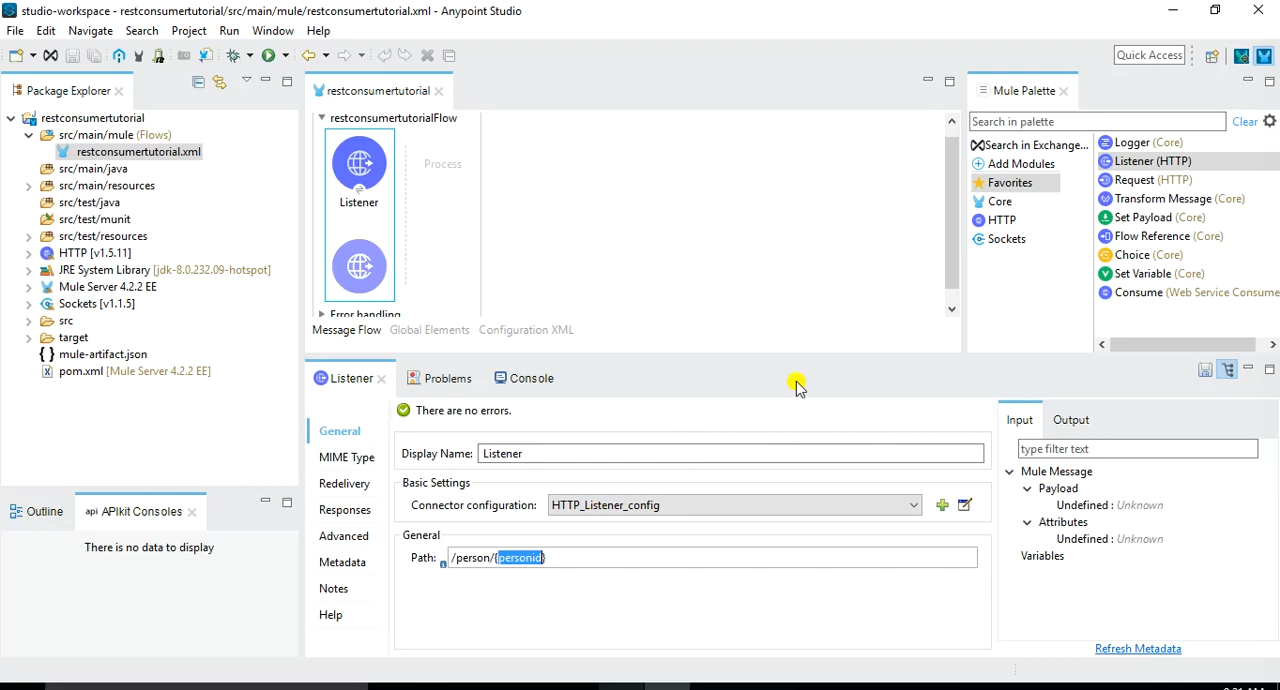 studio-workspace - restconsumertutorial/src/main/mule/restconsumertutorial.xml - Anypoint Studio
File Edit Navigate Search Project Run Window Help
Quick Access
Package Explorer
restconsumertutorial
src/main/mule (Flows)
restconsumertutorial.xml
src/main/java
src/main/resources
src/test/java
src/test/munit
src/test/resources
HTTP [v1.5.11]
JRE System Library [jdk-8.0.232.09-hotspot]
Mule Server 4.2.2 EE
Sockets [v1.1.5]
src
target
mule-artifact.json
pom.xml [Mule Server 4.2.2 EE]
Outline
api APIkit Consoles
There is no data to display
restconsumertutorial
restconsumertutorialFlow
Listener
Process
Error handling
Message Flow Global Elements Configuration XML
Mule Palette
Search in palette
Clear
Search in Exchange...
Add Modules
Favorites
Core
HTTP
Sockets
Logger (Core)
Listener (HTTP)
Request (HTTP)
Transform Message (Core)
Set Payload (Core)
Flow Reference (Core)
Choice (Core)
Set Variable (Core)
Consume (Web Service Consume
Listener
Problems
Console
There are no errors.
General
MIME Type
Redelivery
Responses
Advanced
Metadata
Notes
Help
Display Name: Listener
Basic Settings
Connector configuration: HTTP_Listener_config
General
Path: /person/{personid}
Input Output
type filter text
Mule Message
Payload
Undefined : Unknown
Attributes
Undefined : Unknown
Variables
Refresh Metadata